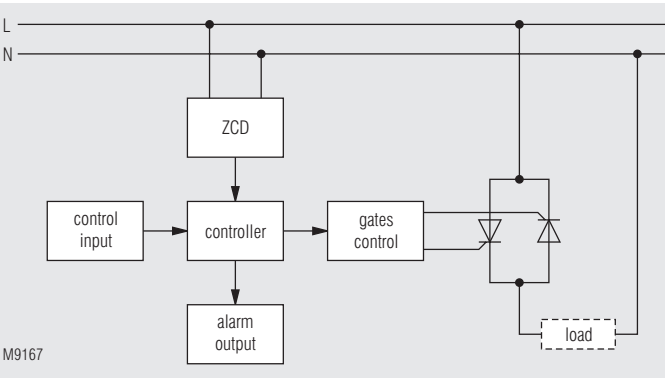 L
N
ZCD
control
input
controller
gates
control
alarm
output
load
M9167